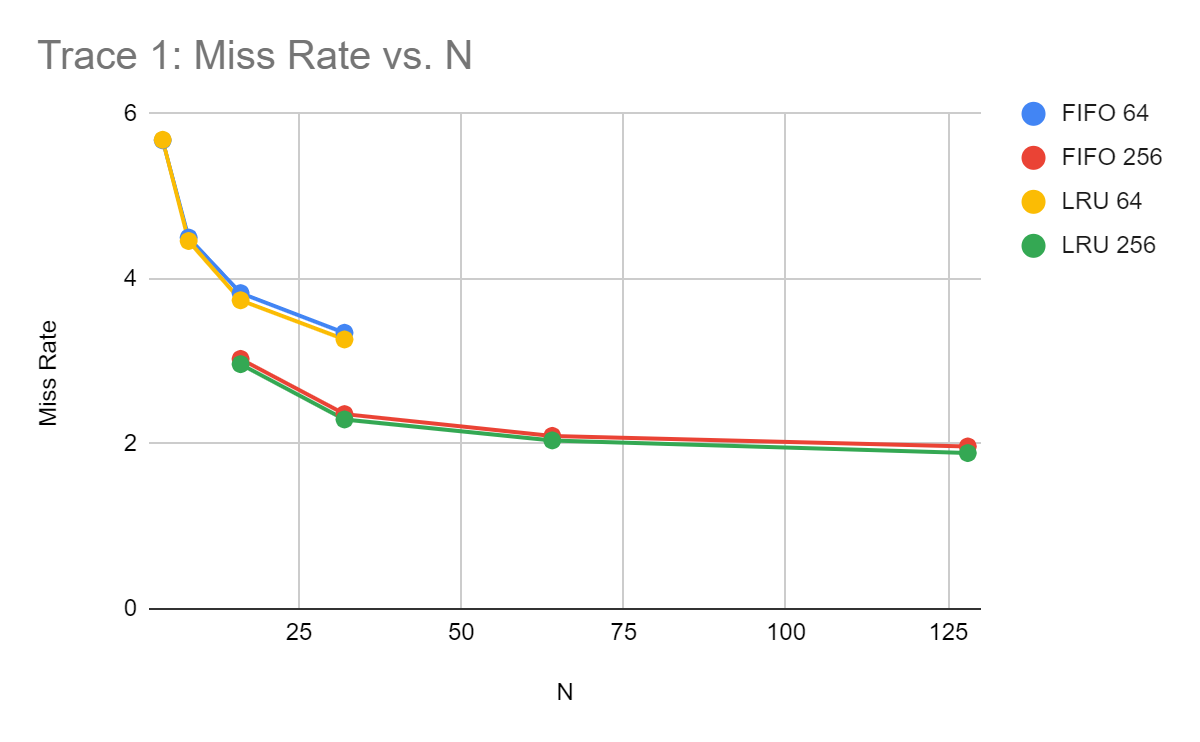 Trace 1: Miss Rate vs. N
FIFO 64
FIFO 256
LRU 64
LRU 256
6
4
2
0
Miss Rate
25
50
75
100
125
N